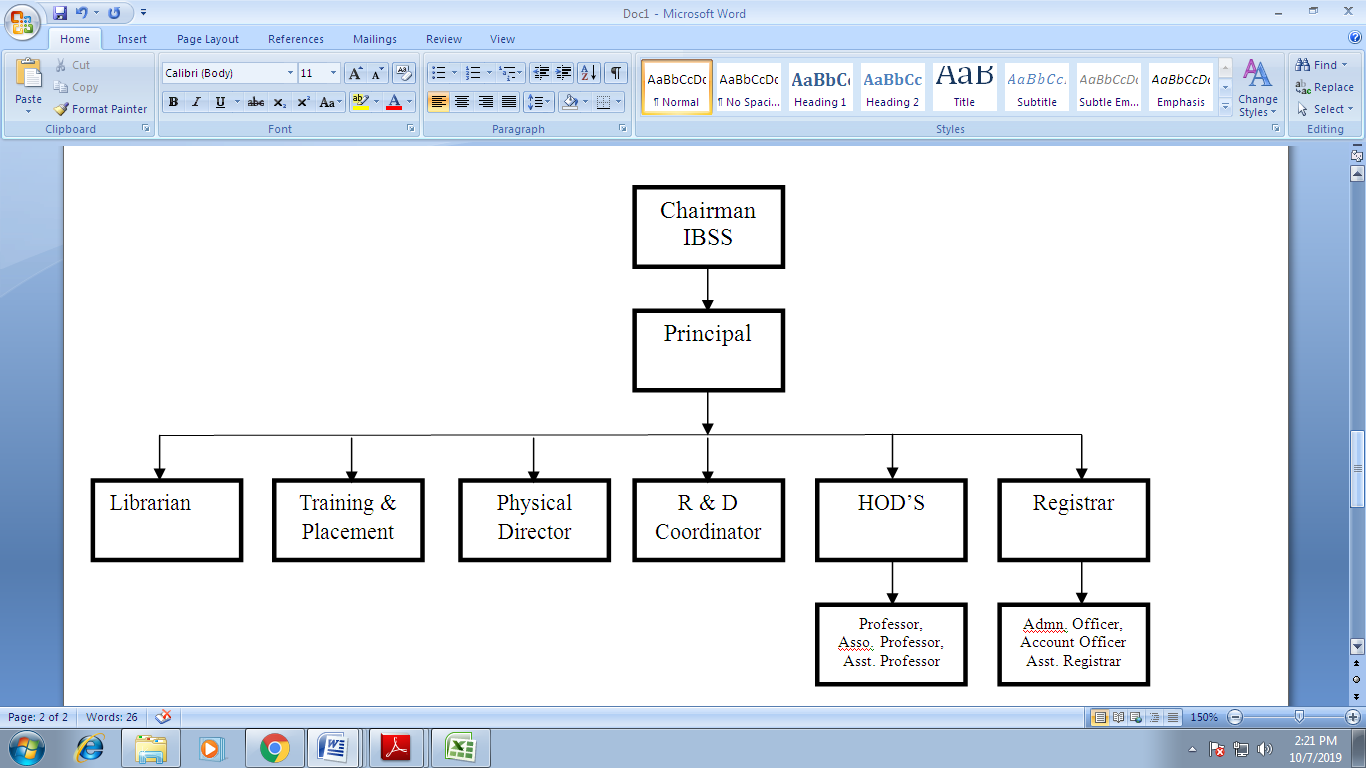 Doc1 - Microsoft Word
Home Insert Page Layout References Mailings Review View
Paste
Cut
Copy
Format Painter
Clipboard
Calibri (Body) 11
Font
Paragraph
AaBbCcDc AaBbCcDc AaBbC AaBbCc AaB AaBbCc. AaBbCcDc AaBbCcDc
¶ Normal ¶ No Spaci... Heading 1 Heading 2 Title Subtitle Subtle Em... Emphasis
Change
Styles
Styles
Find
Replace
Select
Editing
Chairman
IBSS
Principal
Librarian
Training &
Placement
Physical
Director
R & D
Coordinator
HOD’S
Registrar
Professor,
Asso. Professor,
Asst. Professor
Admn. Officer,
Account Officer
Asst. Registrar
Page: 2 of 2 Words: 26
150%
2:21 PM
10/7/2019